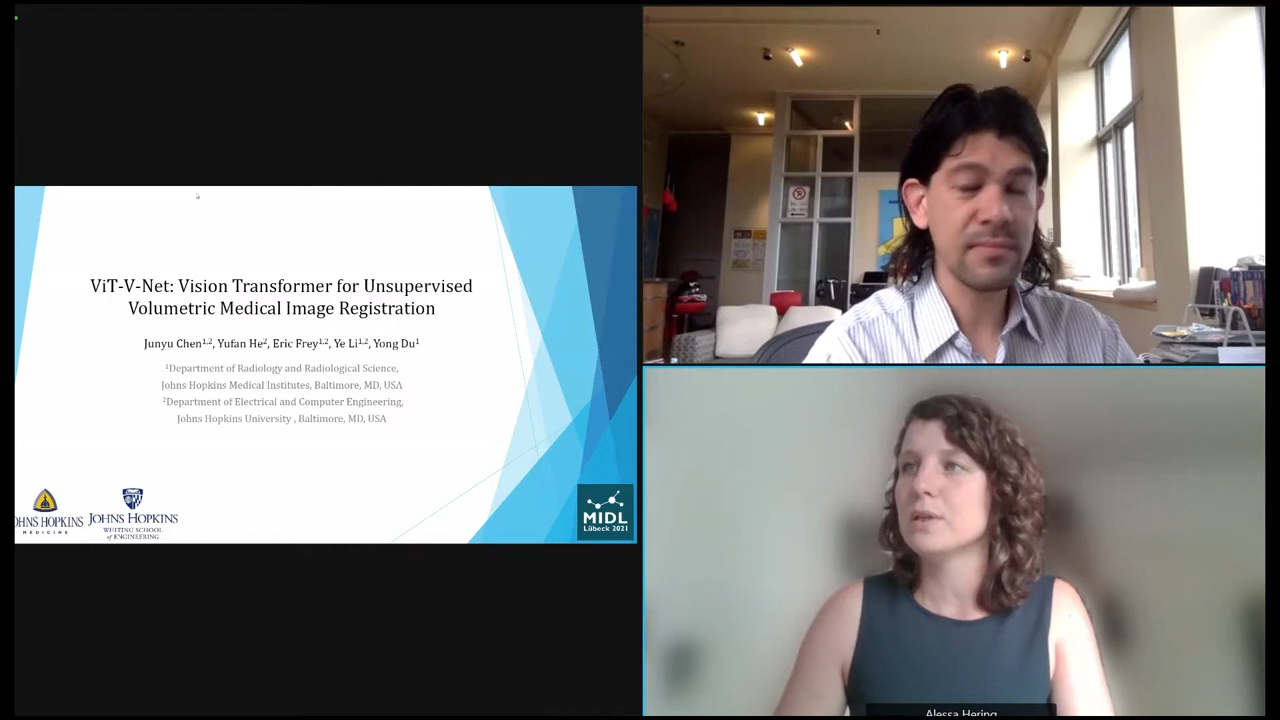 ViT-V-Net: Vision Transformer for Unsupervised
Volumetric Medical Image Registration
Junyu Chen1,2, Yufan He2, Eric Frey1,2, Ye Li1,2, Yong Du1
1Department of Radiology and Radiological Science,
Johns Hopkins Medical Institutes, Baltimore, MD, USA
2Department of Electrical and Computer Engineering,
Johns Hopkins University , Baltimore, MD, USA
OHNS HOPKINS
MEDICINE
JOHNS HOPKINS
WHITING SCHOOL
of ENGINEERING
MIDL
Lübeck 2021
Alessa Hering